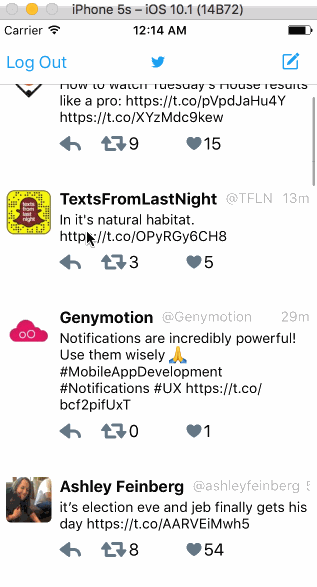 iPhone 5s – iOS 10.1 (14B72)
Carrier 12:14 AM
Log Out
How to watch Tuesday's House results
like a pro: https://t.co/pVpdJaHu4Y
https://t.co/XYzMdc9kew
9 15
TextsFromLastNight @TFLN 13m
texts from last night
In it's natural habitat.
https://t.co/OPyRGy6CH8
3 5
Genymotion @Genymotion 29m
Notifications are incredibly powerful!
Use them wisely 🙏
#MobileAppDevelopment
#Notifications #UX https://t.co/
bcf2pifUxT
0 1
Ashley Feinberg @ashleyfeinberg
it's election eve and jeb finally gets his
day https://t.co/AARVEiMwh5
8 54